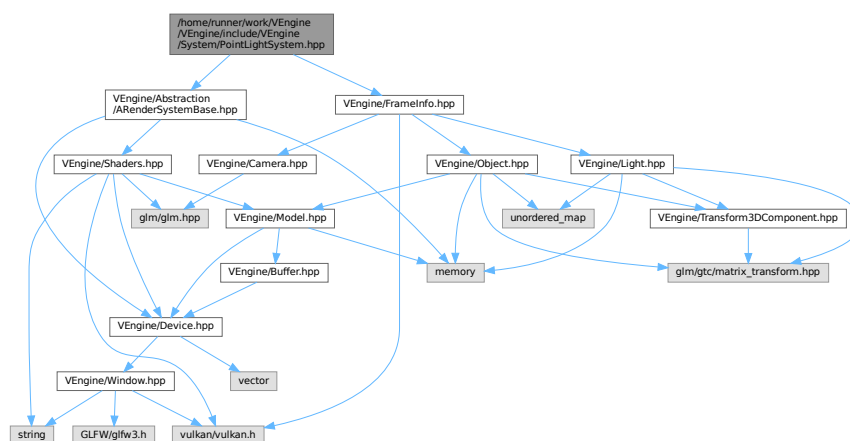 /home/runner/work/VEngine
/VEngine/include/VEngine
/System/PointLightSystem.hpp
VEngine/Abstraction
/ARenderSystemBase.hpp
VEngine/FrameInfo.hpp
VEngine/Shaders.hpp
VEngine/Camera.hpp
VEngine/Object.hpp
VEngine/Light.hpp
glm/glm.hpp
VEngine/Model.hpp
unordered_map
VEngine/Transform3DComponent.hpp
VEngine/Buffer.hpp
memory
glm/gtc/matrix_transform.hpp
VEngine/Device.hpp
VEngine/Window.hpp
vector
string
GLFW/glfw3.h
vulkan/vulkan.h